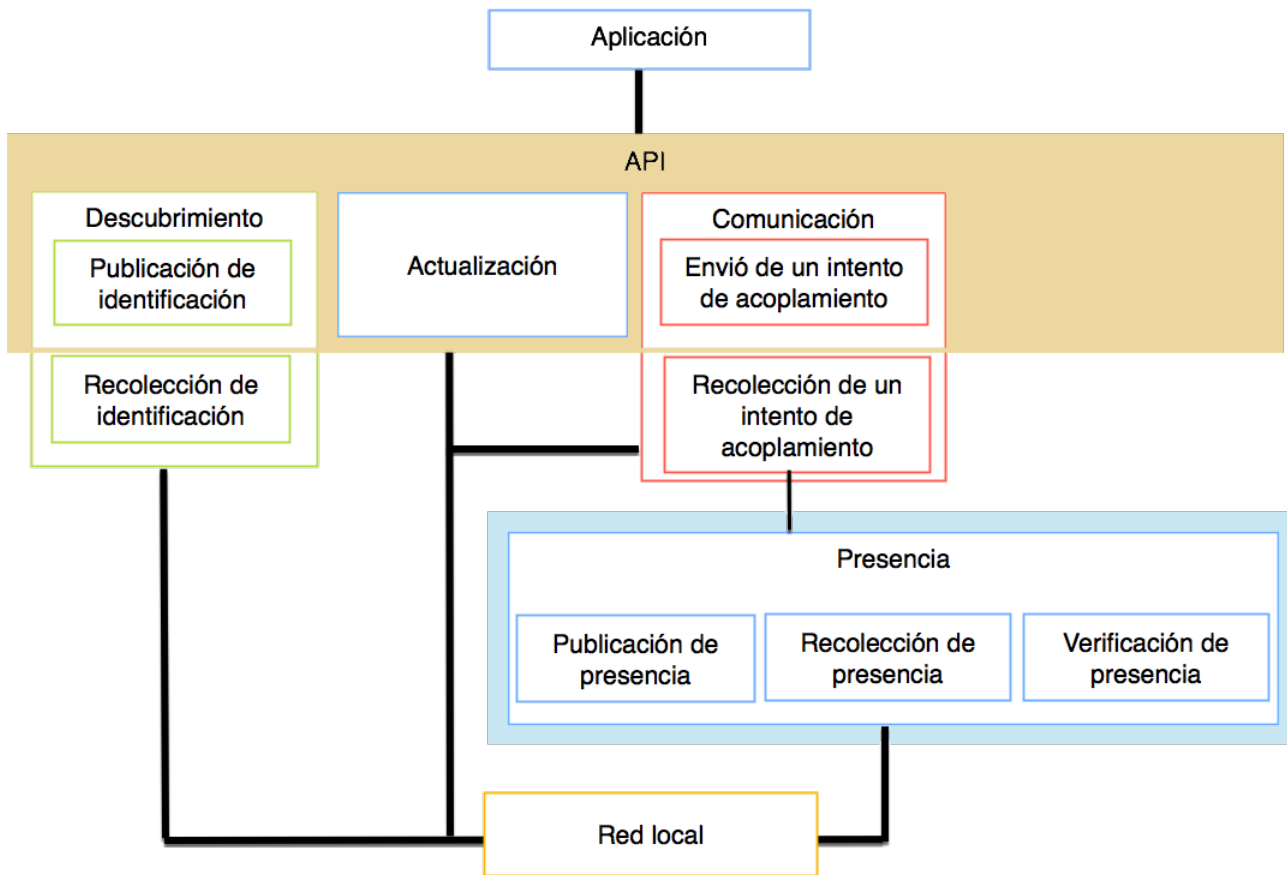 Aplicación
API
Descubrimiento
Publicación de
identificación
Recolección de
identificación
Actualización
Comunicación
Envió de un intento
de acoplamiento
Recolección de un
intento de
acoplamiento
Presencia
Publicación de
presencia
Recolección de
presencia
Verificación de
presencia
Red local